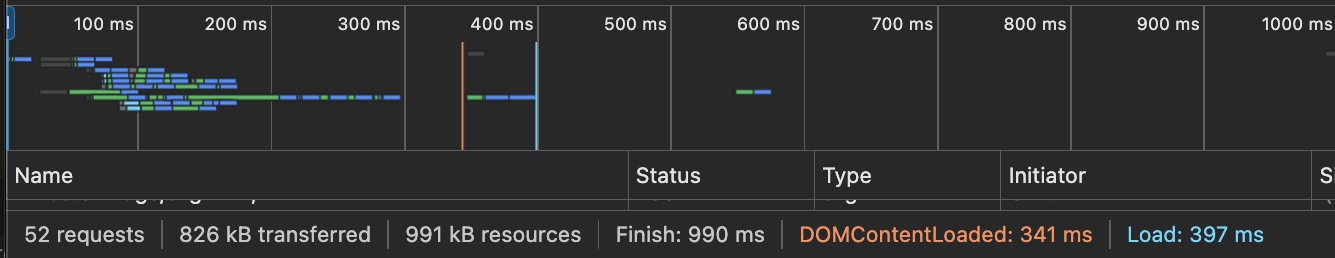 100 ms 200 ms 300 ms 400 ms 500 ms 600 ms 700 ms 800 ms 900 ms 1000 ms
Name Status Type Initiator
52 requests 826 kB transferred 991 kB resources Finish: 990 ms DOMContentLoaded: 341 ms Load: 397 ms